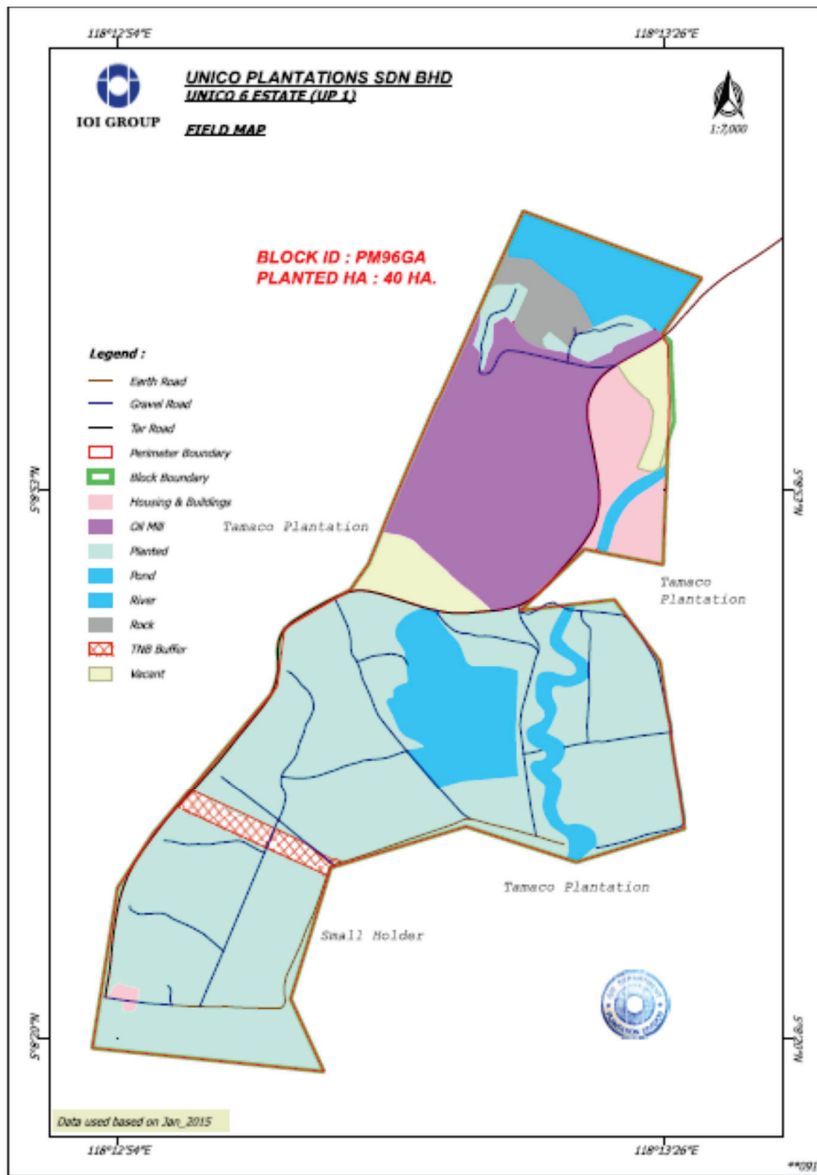 118°12'54"E
118°13'26"E
IOI GROUP
UNICO PLANTATIONS SDN BHD
UNICO 6 ESTATE (UP 1)
FIELD MAP
1:7,000
BLOCK ID : PM96GA
PLANTED HA : 40 HA.
Legend :
Earth Road
Gravel Road
Tar Road
Perimeter Boundary
Block Boundary
Housing & Buildings
Oil Mill
Planted
Pond
River
Rock
TNB Buffer
Vacant
5°8'53"N
5°8'53"N
Tamaco Plantation
Tamaco
Plantation
Tamaco Plantation
Small Holder
5°8'20"N
5°8'20"N
PLANTATION
Data used based on Jan_2015
118°12'54"E
118°13'26"E
**091